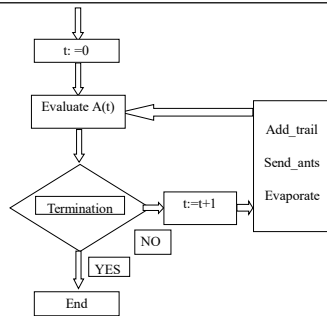 t: =0
Evaluate A(t)
Add_trail
Send_ants
Evaporate
Termination
t:=t+1
NO
YES
End